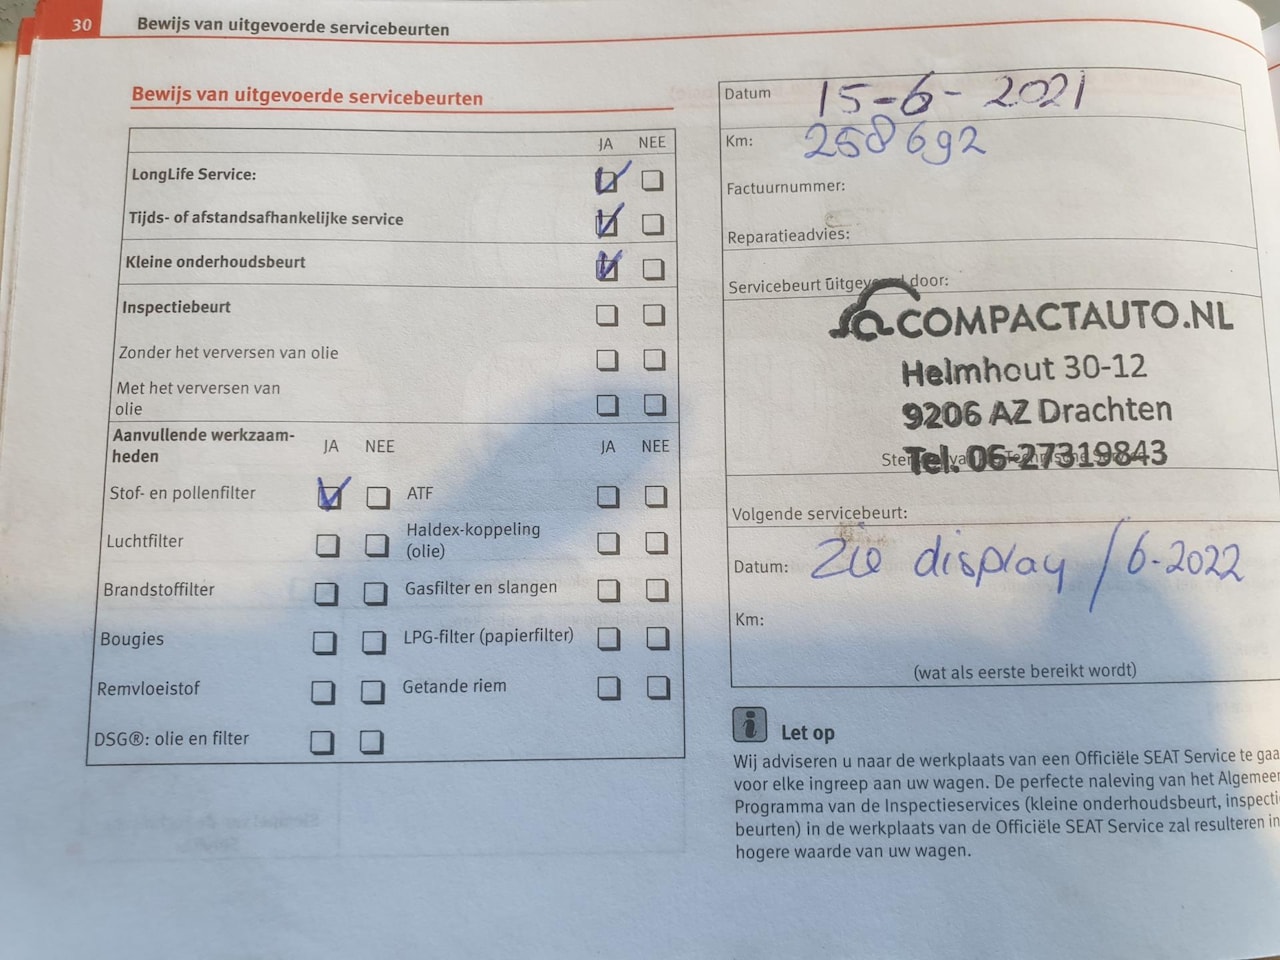 30 Bewijs van uitgevoerde servicebeurten
Bewijs van uitgevoerde servicebeurten
JA NEE
LongLife Service:
Tijds- of afstandsafhankelijke service
Kleine onderhoudsbeurt
Inspectiebeurt
Zonder het verversen van olie
Met het verversen van
olie
Aanvullende werkzaam-
heden
JA NEE JA NEE
Stof- en pollenfilter ATF
Luchtfilter Haldex-koppeling
(olie)
Brandstoffilter Gasfilter en slangen
Bougies LPG-filter (papierfilter)
Remvloeistof Getande riem
DSG®: olie en filter
Datum 15-6-2021
Km: 258692
Factuurnummer:
Reparatieadvies:
Servicebeurt uitgevoerd door:
COMPACTAUTO.NL
Helmhout 30-12
9206 AZ Drachten
Tel. 06-27319843
Volgende servicebeurt:
Datum: Zie display / 6-2022
Km:
(wat als eerste bereikt wordt)
i Let op
Wij adviseren u naar de werkplaats van een Officiële SEAT Service te gaa
voor elke ingreep aan uw wagen. De perfecte naleving van het Algemeen
Programma van de Inspectieservices (kleine onderhoudsbeurt, inspecti
beurten) in de werkplaats van de Officiële SEAT Service zal resulteren in
hogere waarde van uw wagen.